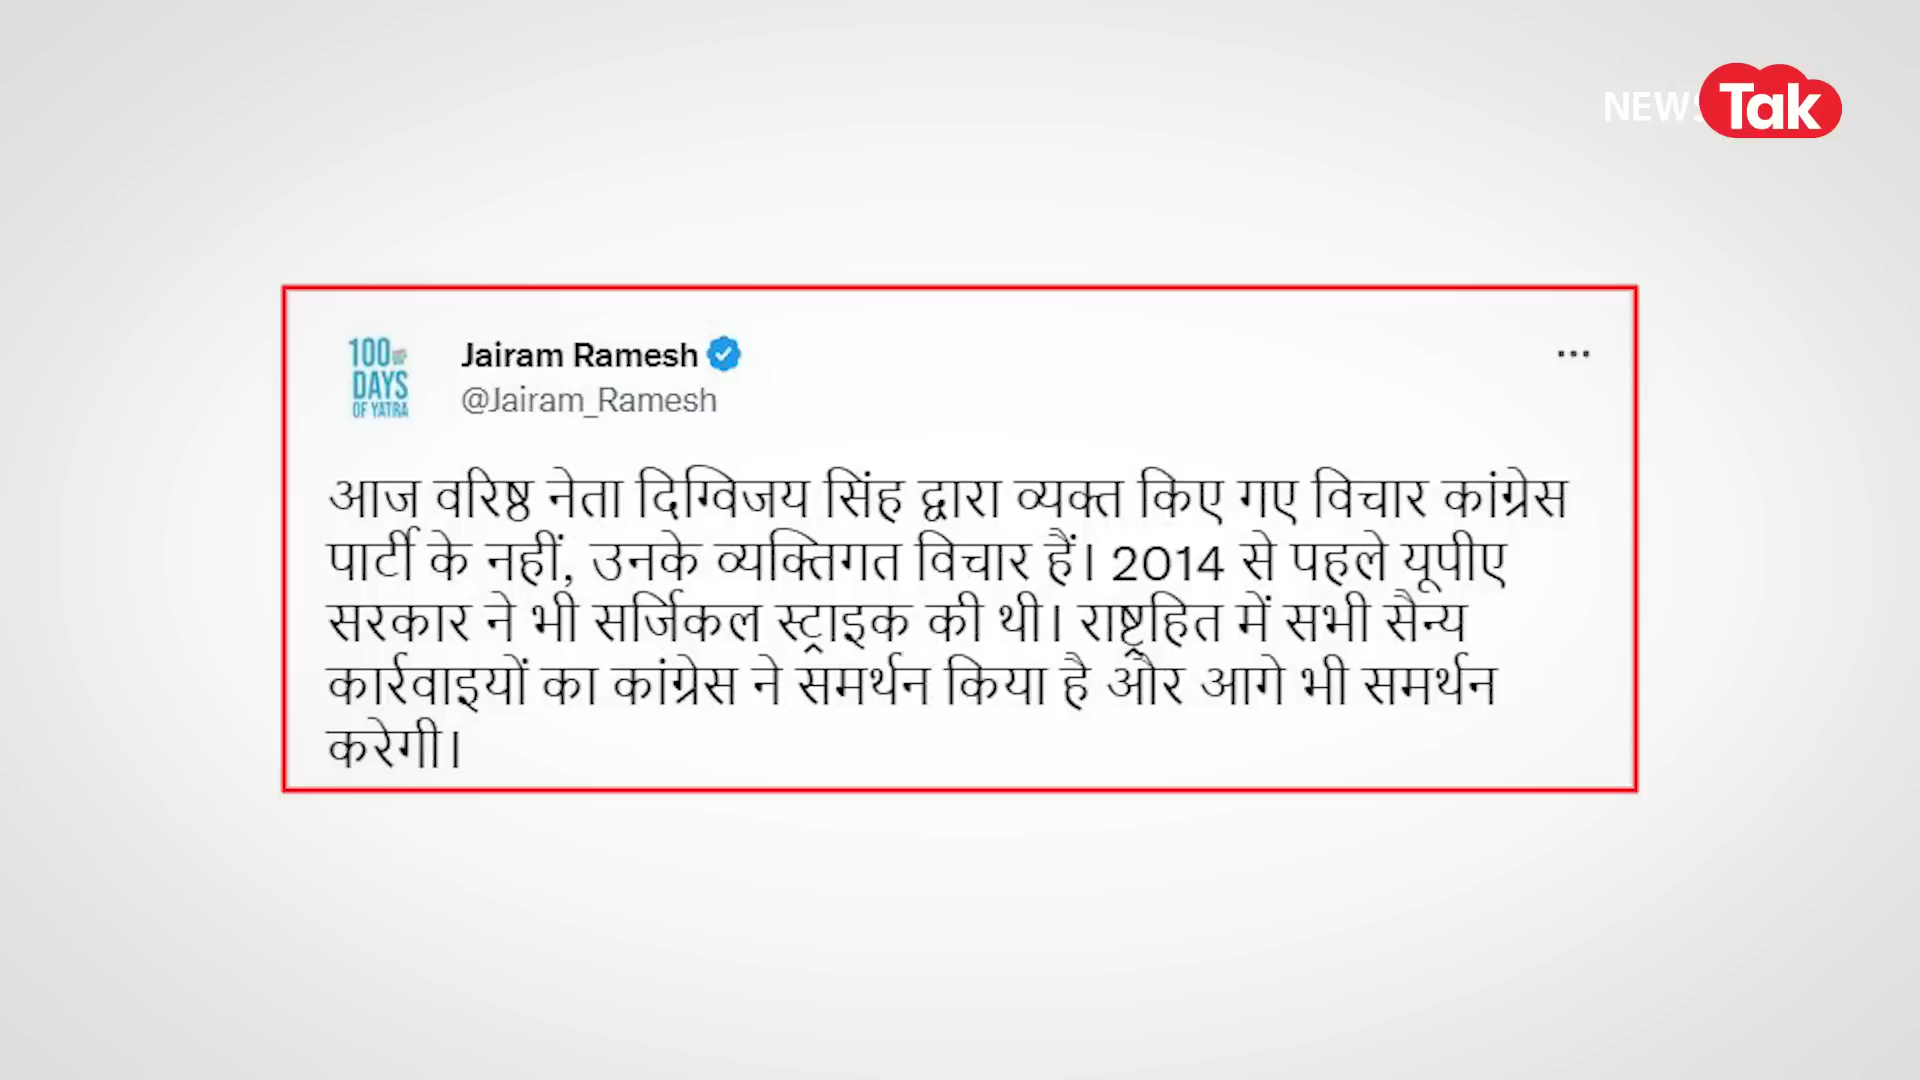 NEWS Tak
100
DAYS
OF YATRA
Jairam Ramesh
@Jairam_Ramesh
आज वरिष्ठ नेता दिग्विजय सिंह द्वारा व्यक्त किए गए विचार कांग्रेस
पार्टी के नहीं, उनके व्यक्तिगत विचार हैं। 2014 से पहले यूपीए
सरकार ने भी सर्जिकल स्ट्राइक की थी। राष्ट्रहित में सभी सैन्य
कार्रवाइयों का कांग्रेस ने समर्थन किया है और आगे भी समर्थन
करेगी।